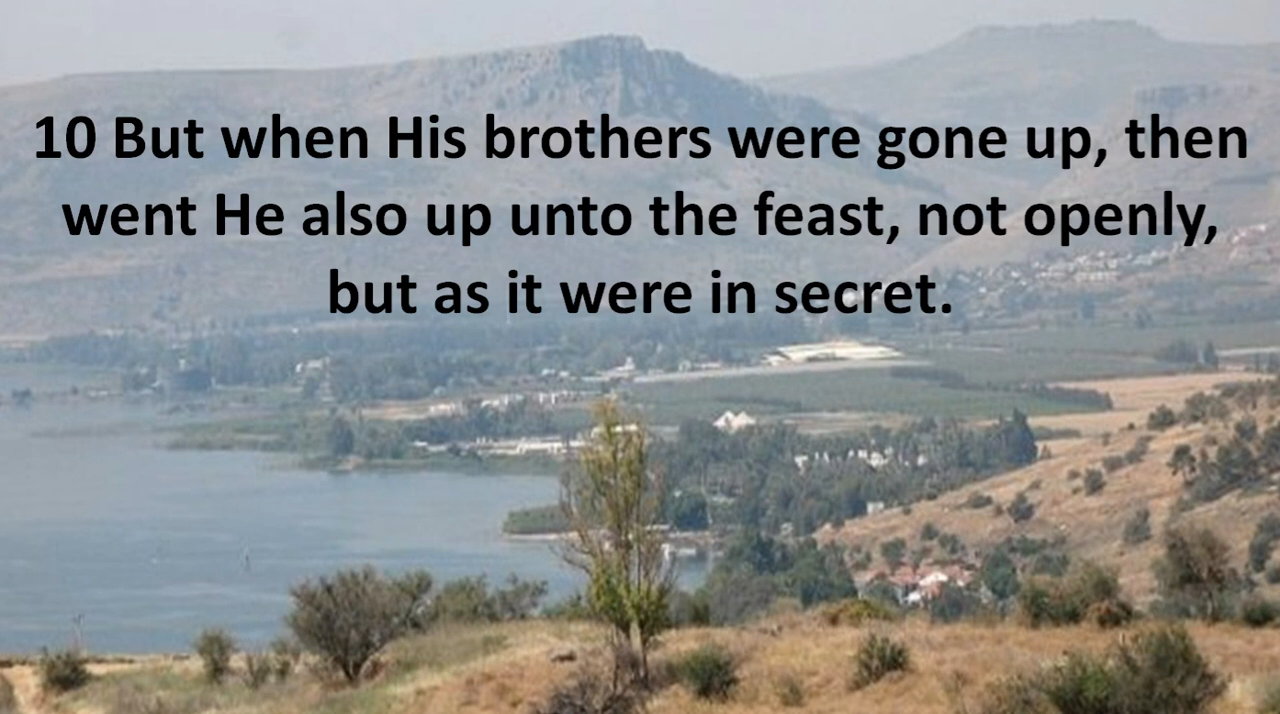 10 But when His brothers were gone up, then
went He also up unto the feast, not openly,
but as it were in secret.